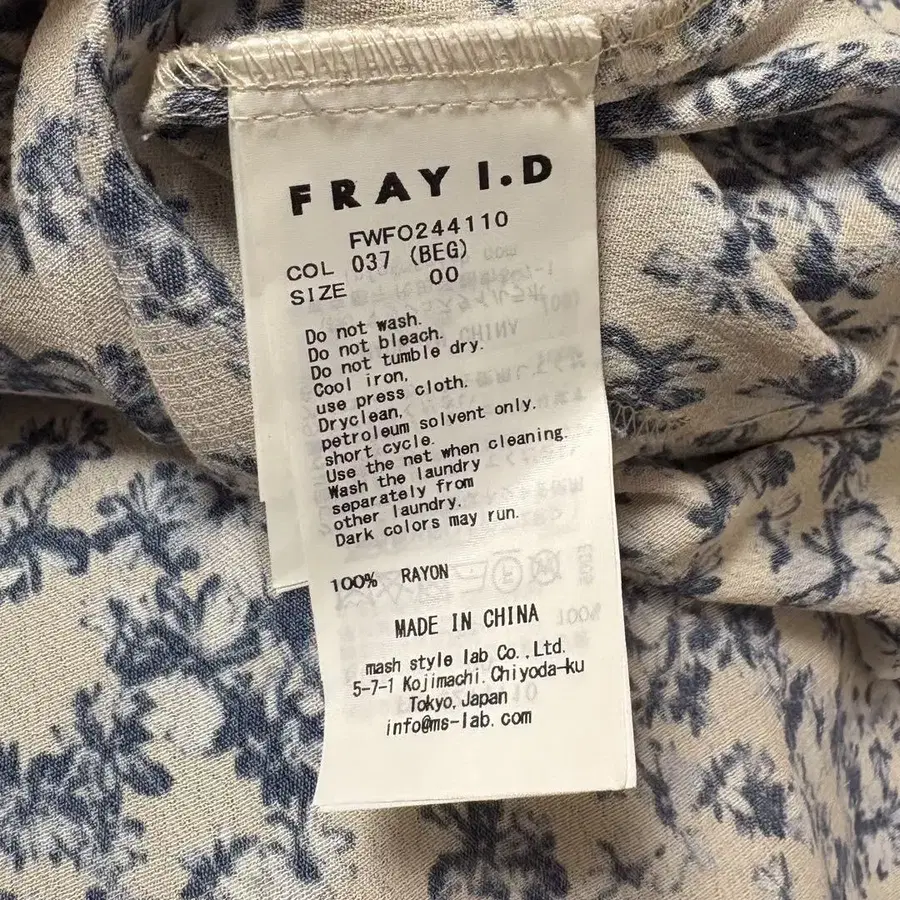 FRAY I.D
FWFO244110
COL 037 (BEG)
SIZE 00
Do not wash.
Do not bleach.
Do not tumble dry.
Cool iron,
use press cloth.
Dryclean,
petroleum solvent only.
short cycle.
Use the net when cleaning.
Wash the laundry
separately from
other laundry.
Dark colors may run.
100% RAYON
MADE IN CHINA
mash style lab Co.,Ltd.
5-7-1 Kojimachi.Chiyoda-ku
Tokyo,Japan
info@ms-lab.com